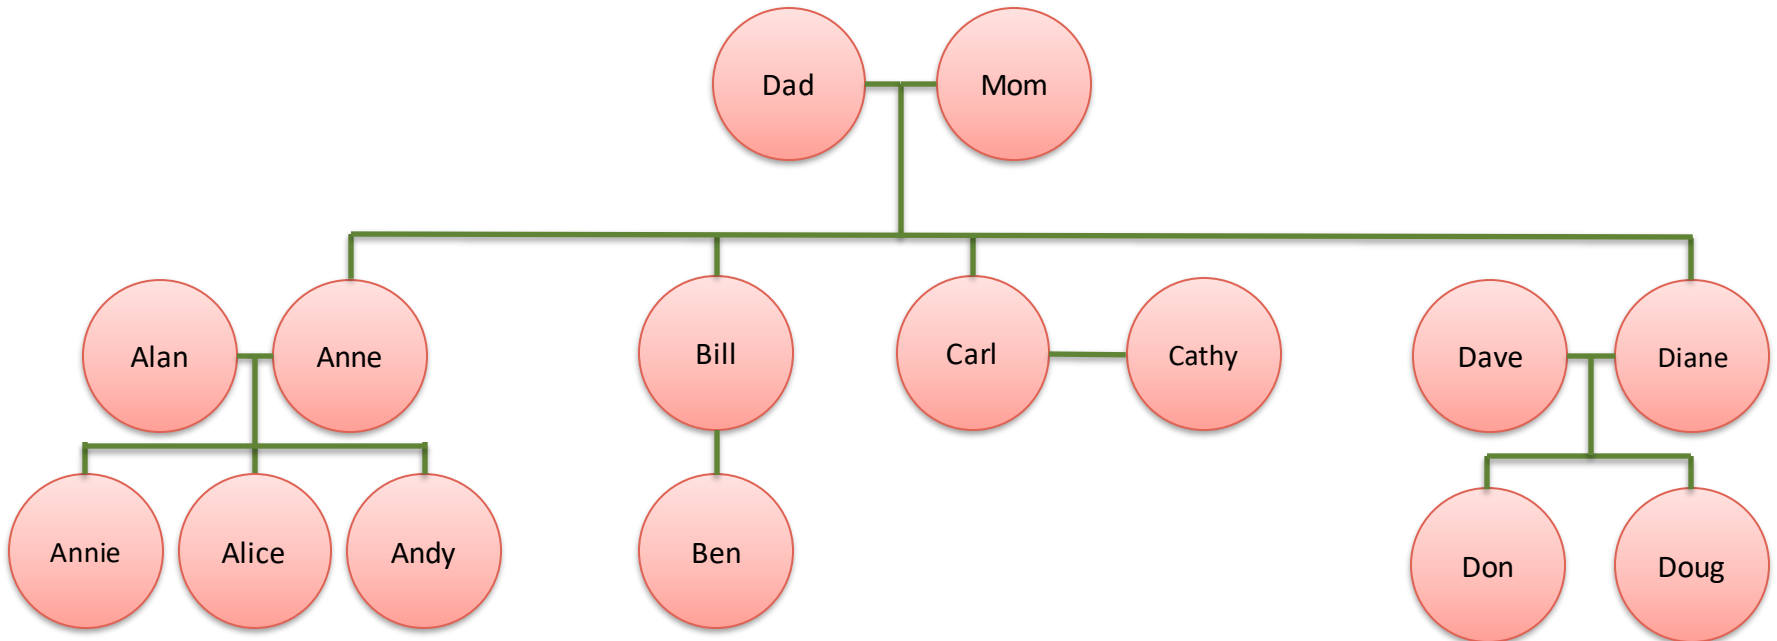 Dad
Mom
Alan
Anne
Bill
Carl
Cathy
Dave
Diane
Annie
Alice
Andy
Ben
Don
Doug